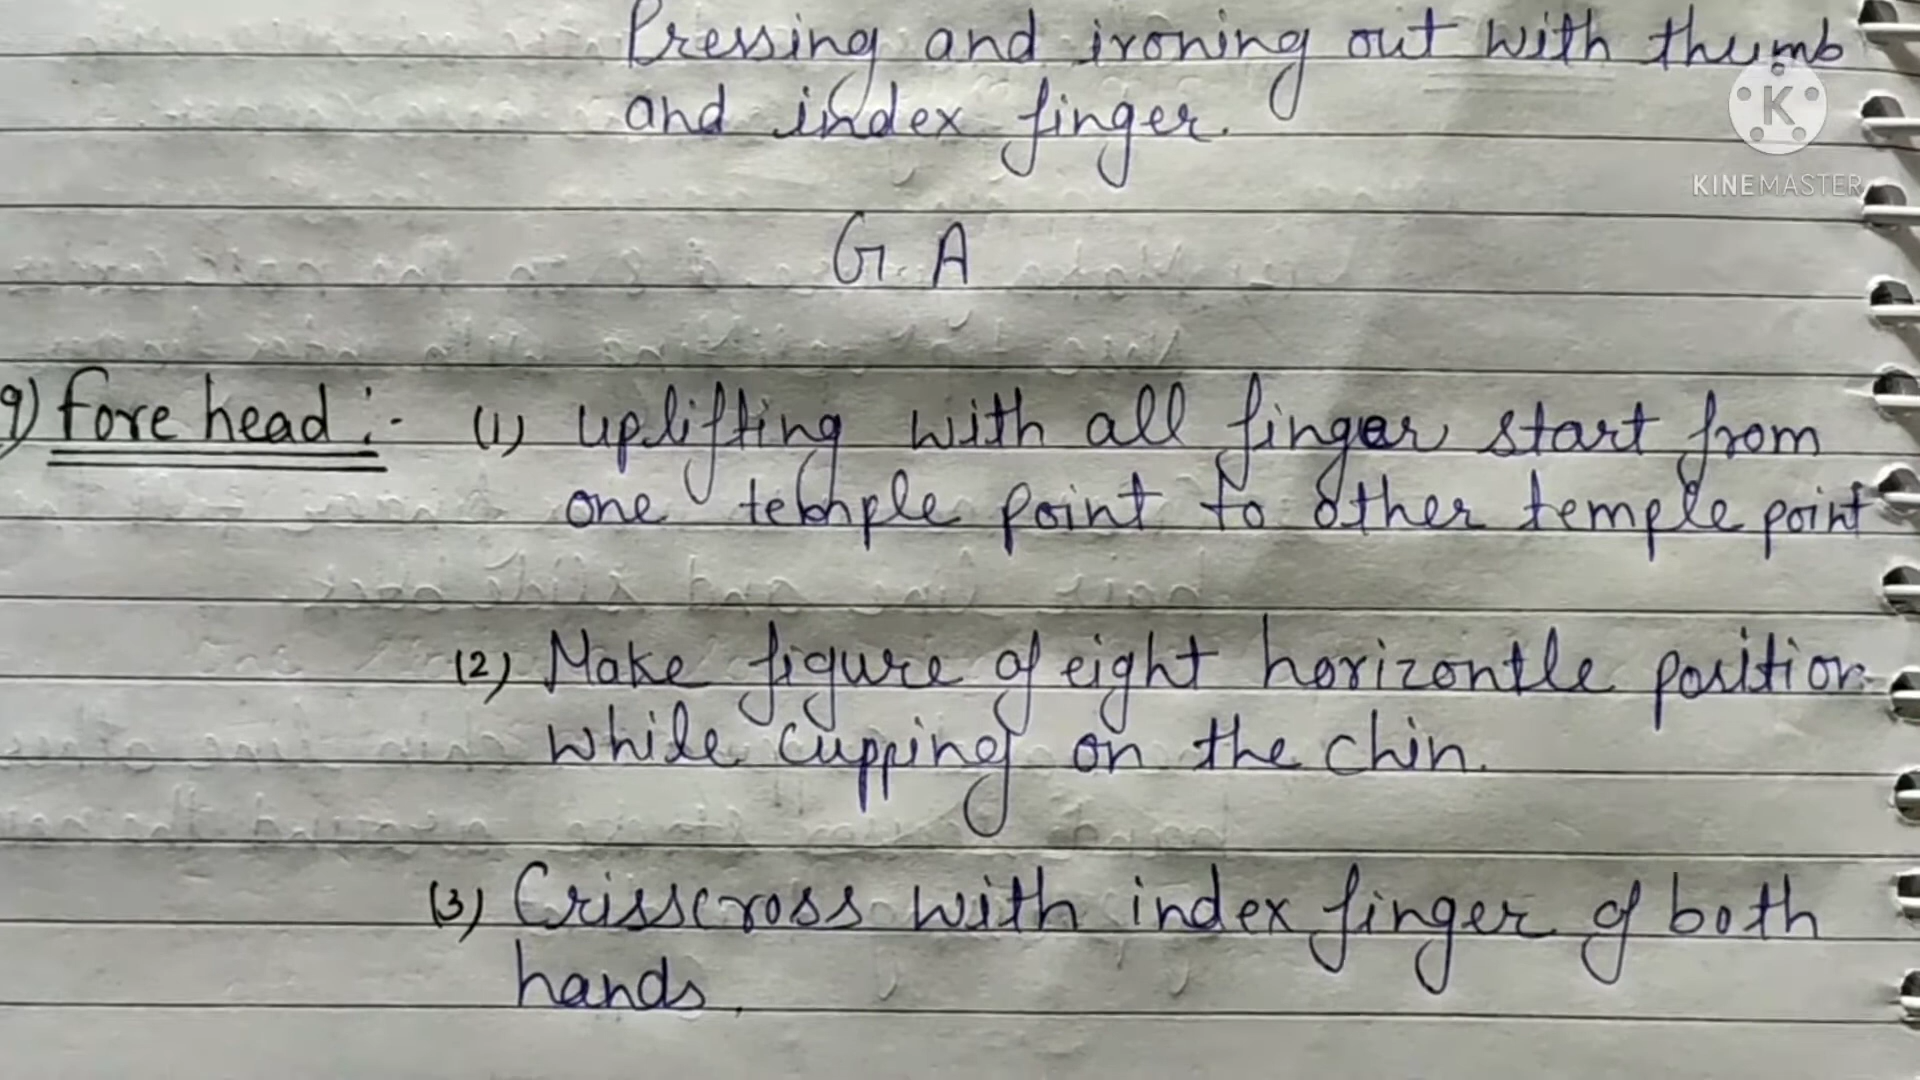 Pressing and ironing out with thumb
and index finger.
K
KINEMASTER
G. A
9) Fore head :- (1) uplifting with all finger start from
one temple point to other temple point
(2) Make figure of eight horizontle position
while cupping on the chin.
(3) Crisscross with index finger of both
hands.